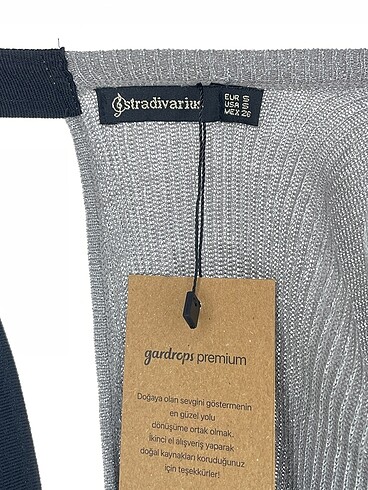 stradivarius
EUR S
USA S
MEX 26
gardrops premium
Doğaya olan sevgini göstermenin
en güzel yolu
dönüşüme ortak olmak,
ikinci el alışveriş yaparak
doğal kaynakları koruduğunuz
için teşekkürler!